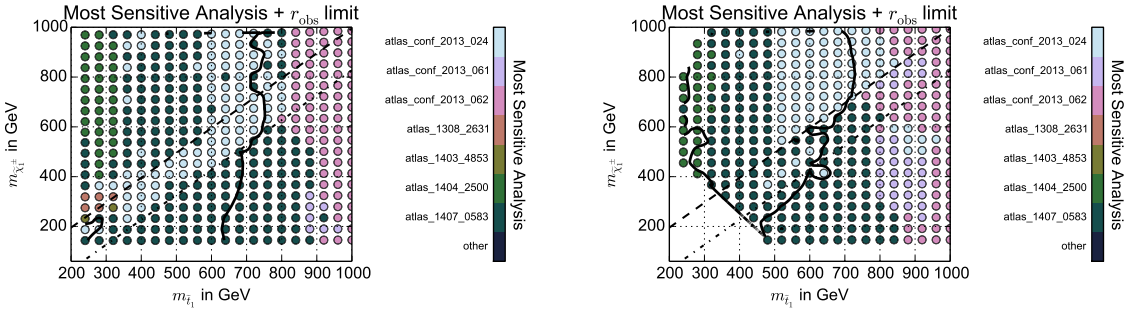 Most Sensitive Analysis + r_obs limit
1000
800
600
400
200
m_χ̃₁± in GeV
200 300 400 500 600 700 800 900 1000
m_t̃₁ in GeV
atlas_conf_2013_024
atlas_conf_2013_061
atlas_conf_2013_062
atlas_1308_2631
atlas_1403_4853
atlas_1404_2500
atlas_1407_0583
other
Most Sensitive Analysis
Most Sensitive Analysis + r_obs limit
1000
800
600
400
200
m_χ̃₁± in GeV
200 300 400 500 600 700 800 900 1000
m_t̃₁ in GeV
atlas_conf_2013_024
atlas_conf_2013_061
atlas_conf_2013_062
atlas_1308_2631
atlas_1403_4853
atlas_1404_2500
atlas_1407_0583
other
Most Sensitive Analysis